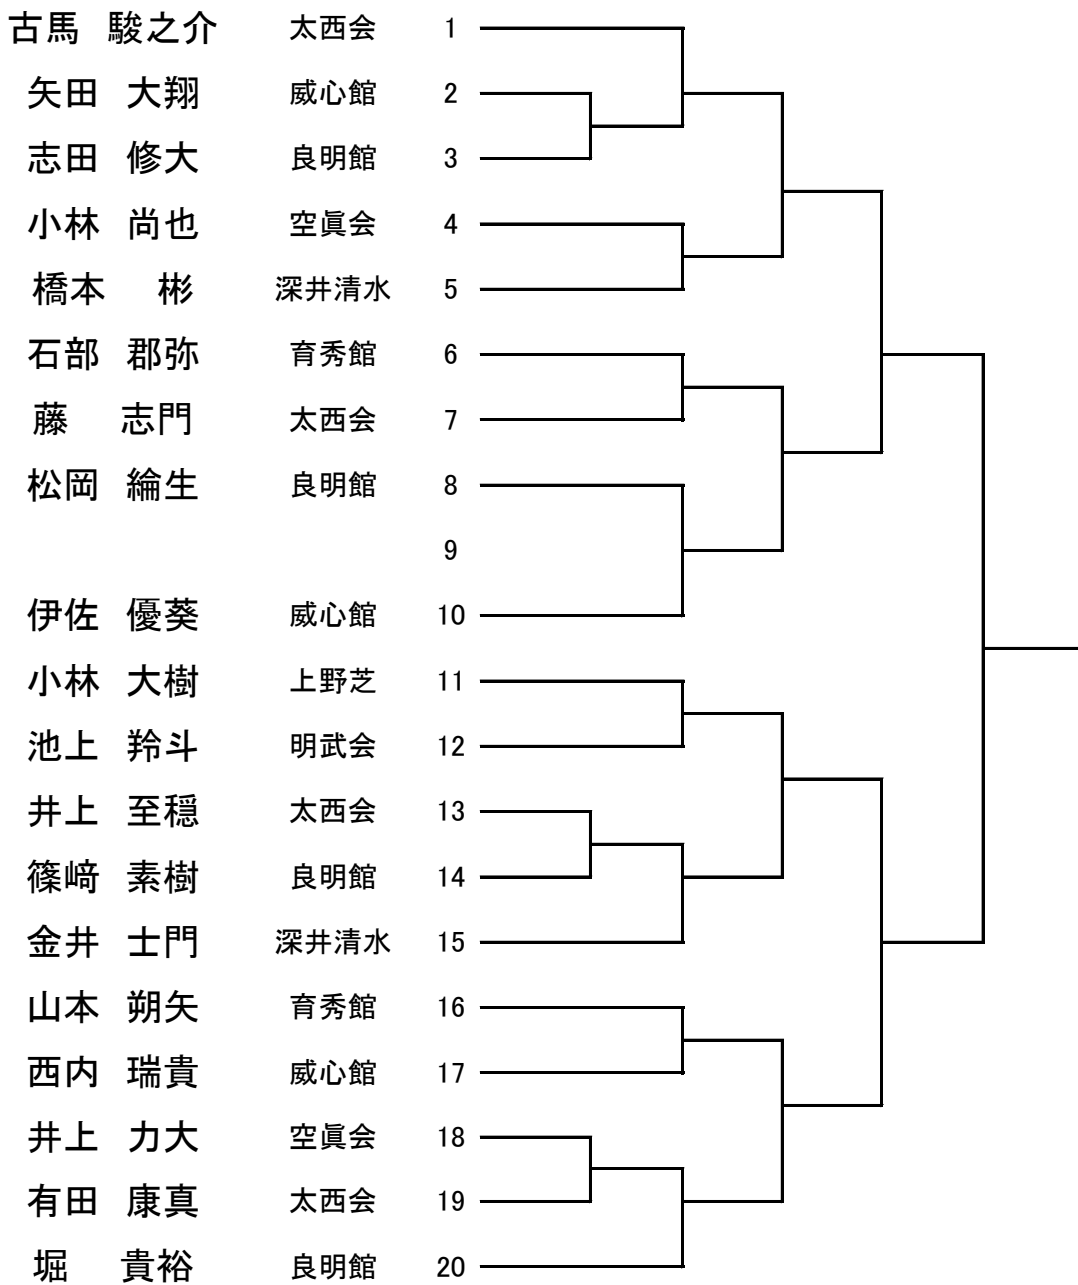 古馬 駿之介 太西会 1
矢田 大翔 威心館 2
志田 修大 良明館 3
小林 尚也 空眞会 4
橋本 彬 深井清水 5
石部 郡弥 育秀館 6
藤 志門 太西会 7
松岡 綸生 良明館 8
9
伊佐 優葵 威心館 10
小林 大樹 上野芝 11
池上 羚斗 明武会 12
井上 至穏 太西会 13
篠﨑 素樹 良明館 14
金井 士門 深井清水 15
山本 朔矢 育秀館 16
西内 瑞貴 威心館 17
井上 力大 空眞会 18
有田 康真 太西会 19
堀 貴裕 良明館 20